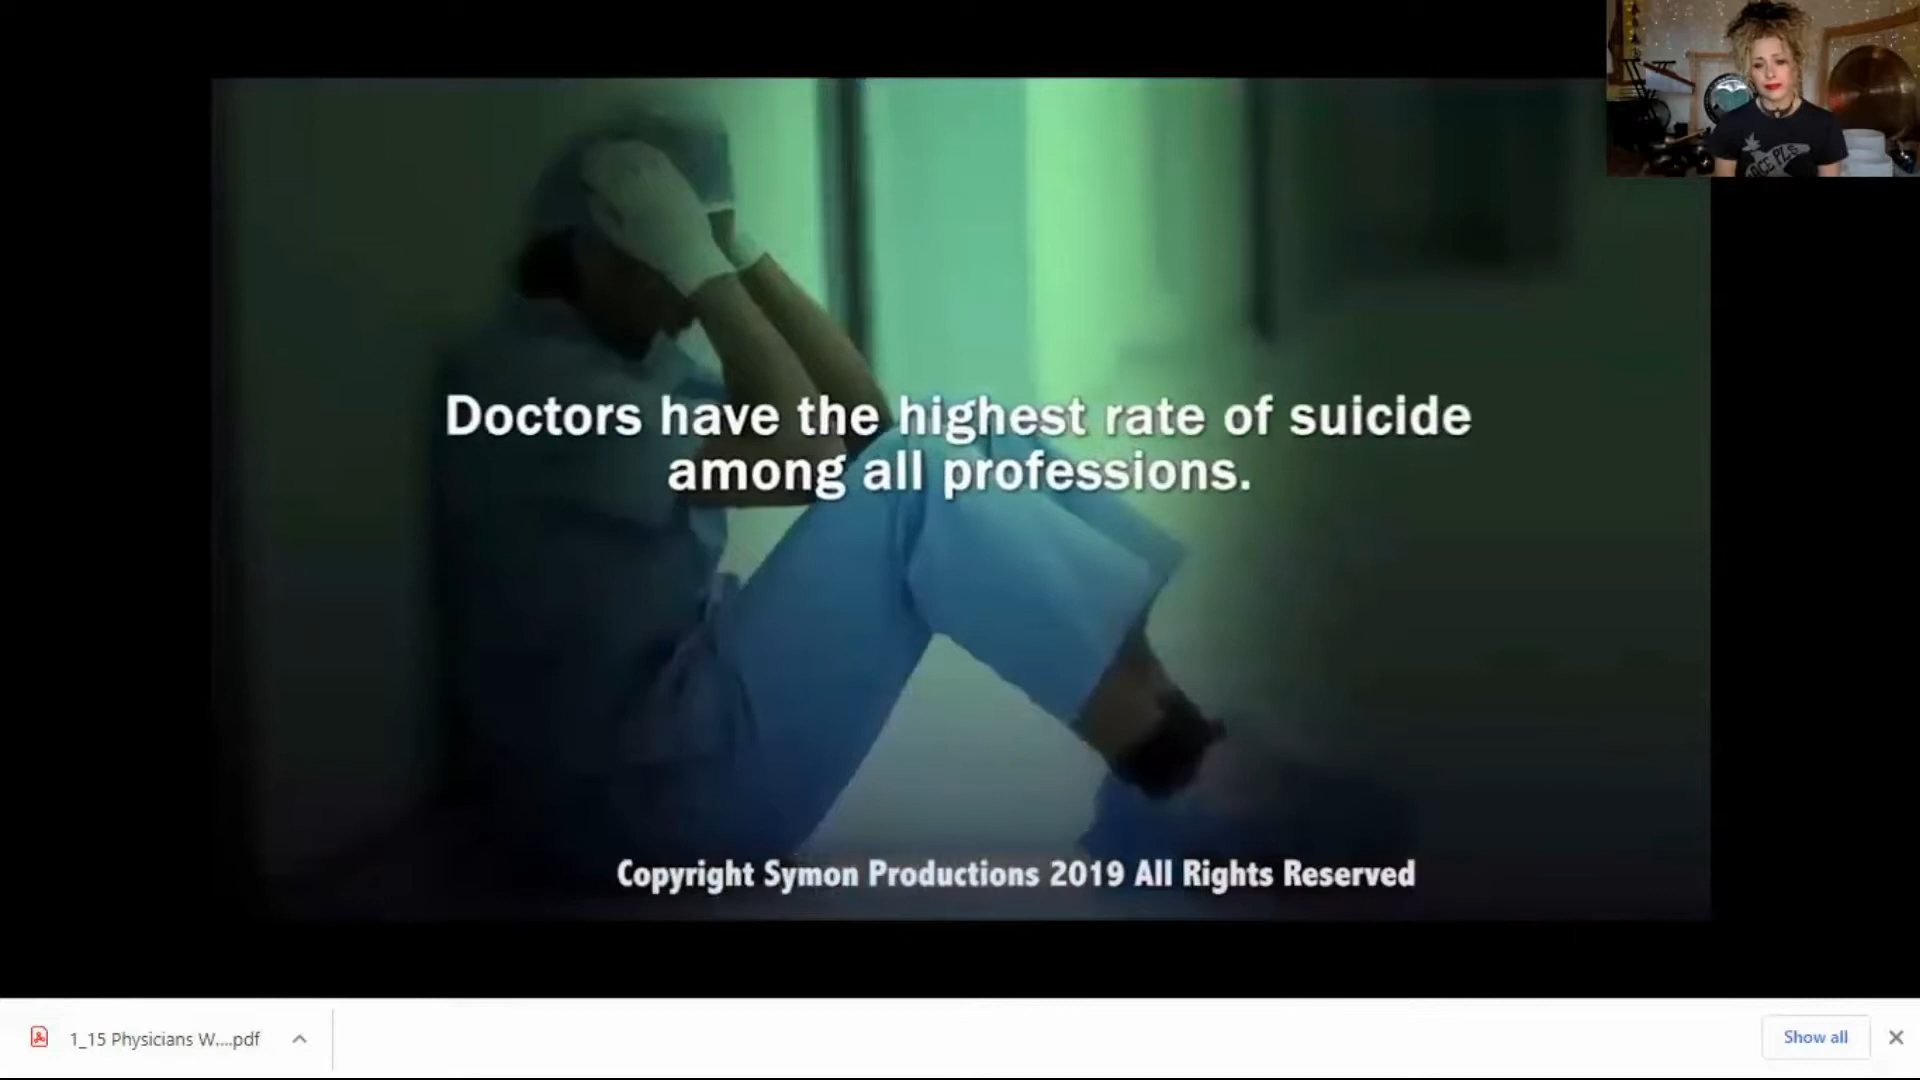 Doctors have the highest rate of suicide
among all professions.
Copyright Symon Productions 2019 All Rights Reserved
1_15 Physicians W....pdf
Show all